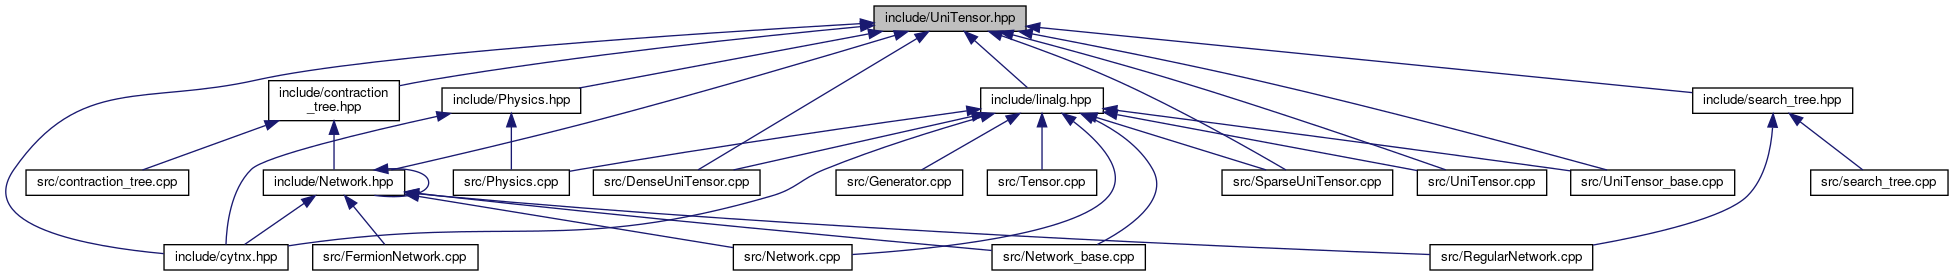 include/UniTensor.hpp
include/contraction
_tree.hpp
include/Physics.hpp
include/linalg.hpp
include/search_tree.hpp
src/contraction_tree.cpp
include/Network.hpp
src/Physics.cpp
src/DenseUniTensor.cpp
src/Generator.cpp
src/Tensor.cpp
src/SparseUniTensor.cpp
src/UniTensor.cpp
src/UniTensor_base.cpp
src/search_tree.cpp
include/cytnx.hpp
src/FermionNetwork.cpp
src/Network.cpp
src/Network_base.cpp
src/RegularNetwork.cpp